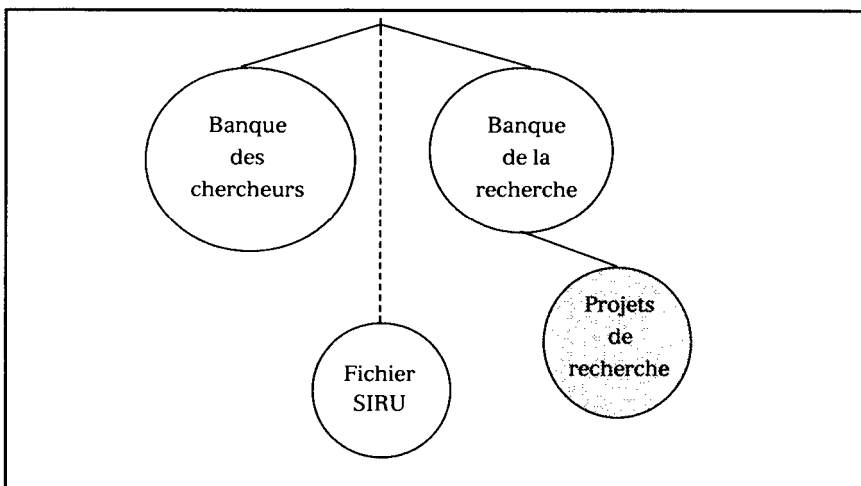 Banque
des
chercheurs
Banque
de la
recherche
Projets
de
recherche
Fichier
SIRU